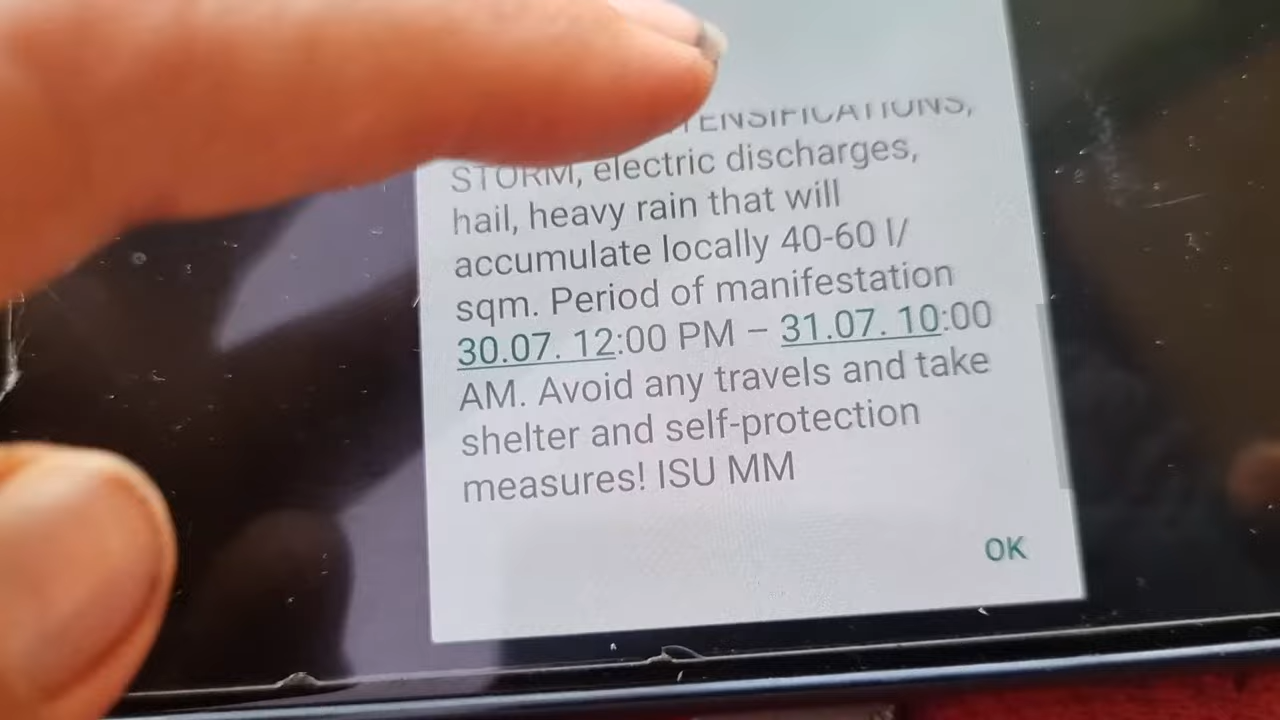 STORM, electric discharges,
hail, heavy rain that will
accumulate locally 40-60 l/
sqm. Period of manifestation
30.07. 12:00 PM – 31.07. 10:00
AM. Avoid any travels and take
shelter and self-protection
measures! ISU MM
OK